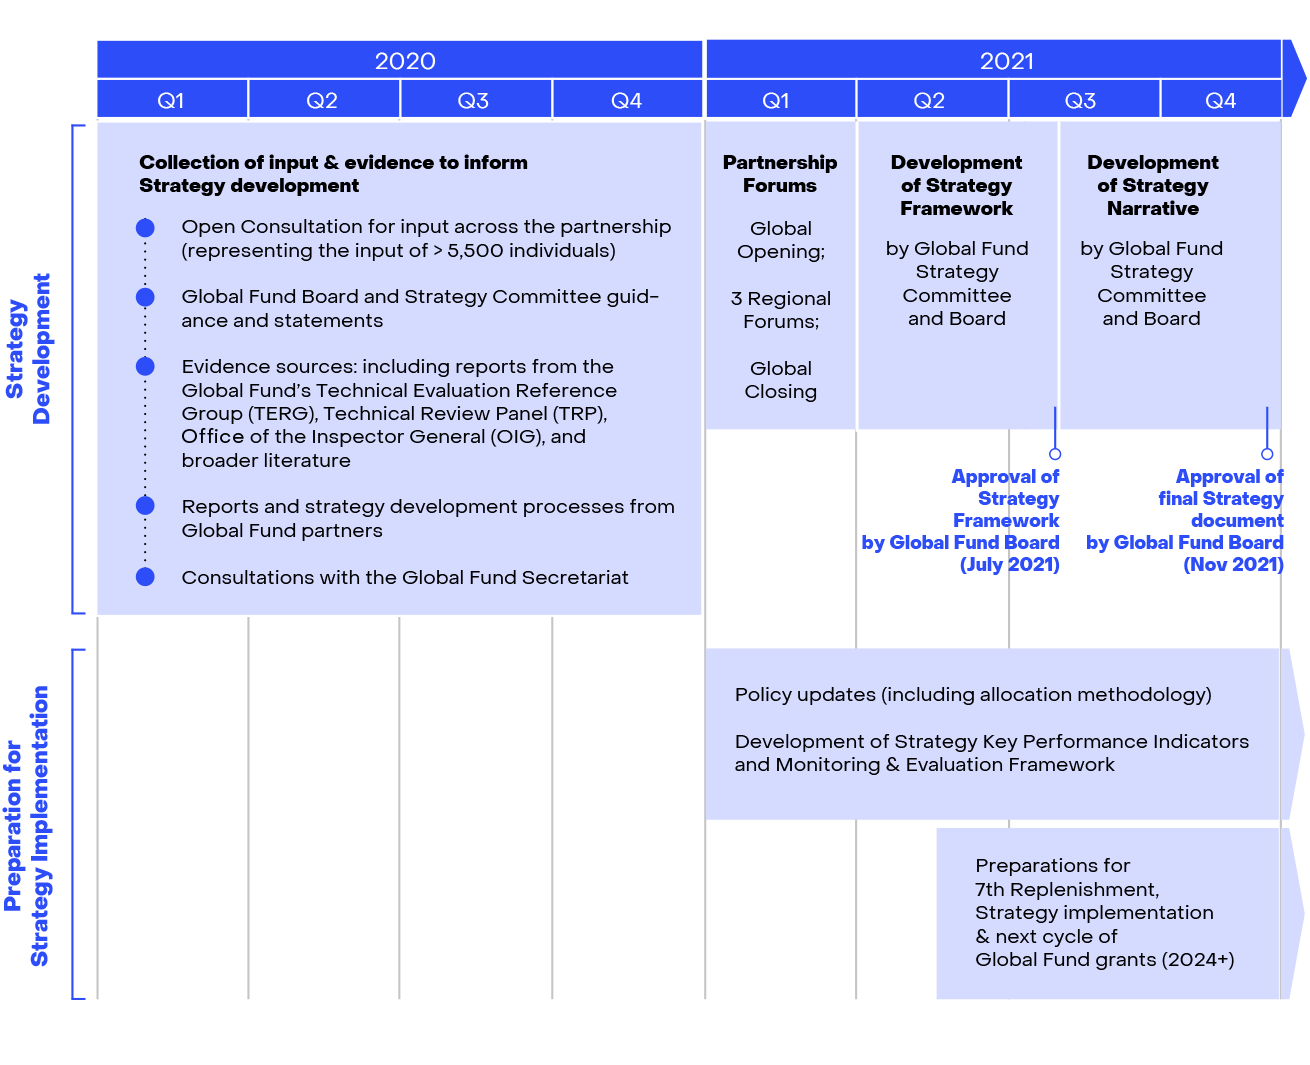 2020
2021
Q1
Q2
Q3
Q4
Q1
Q2
Q3
Q4
Strategy
Development
Collection of input & evidence to inform
Strategy development
Open Consultation for input across the partnership
(representing the input of > 5,500 individuals)
Global Fund Board and Strategy Committee guid-
ance and statements
Evidence sources: including reports from the
Global Fund's Technical Evaluation Reference
Group (TERG), Technical Review Panel (TRP),
Office of the Inspector General (OIG), and
broader literature
Reports and strategy development processes from
Global Fund partners
Consultations with the Global Fund Secretariat
Partnership
Forums
Global
Opening;
3 Regional
Forums;
Global
Closing
Development
of Strategy
Framework
by Global Fund
Strategy
Committee
and Board
Development
of Strategy
Narrative
by Global Fund
Strategy
Committee
and Board
Approval of
Strategy
Framework
by Global Fund Board
(July 2021)
Approval of
final Strategy
document
by Global Fund Board
(Nov 2021)
Preparation for
Strategy Implementation
Policy updates (including allocation methodology)
Development of Strategy Key Performance Indicators
and Monitoring & Evaluation Framework
Preparations for
7th Replenishment,
Strategy implementation
& next cycle of
Global Fund grants (2024+)